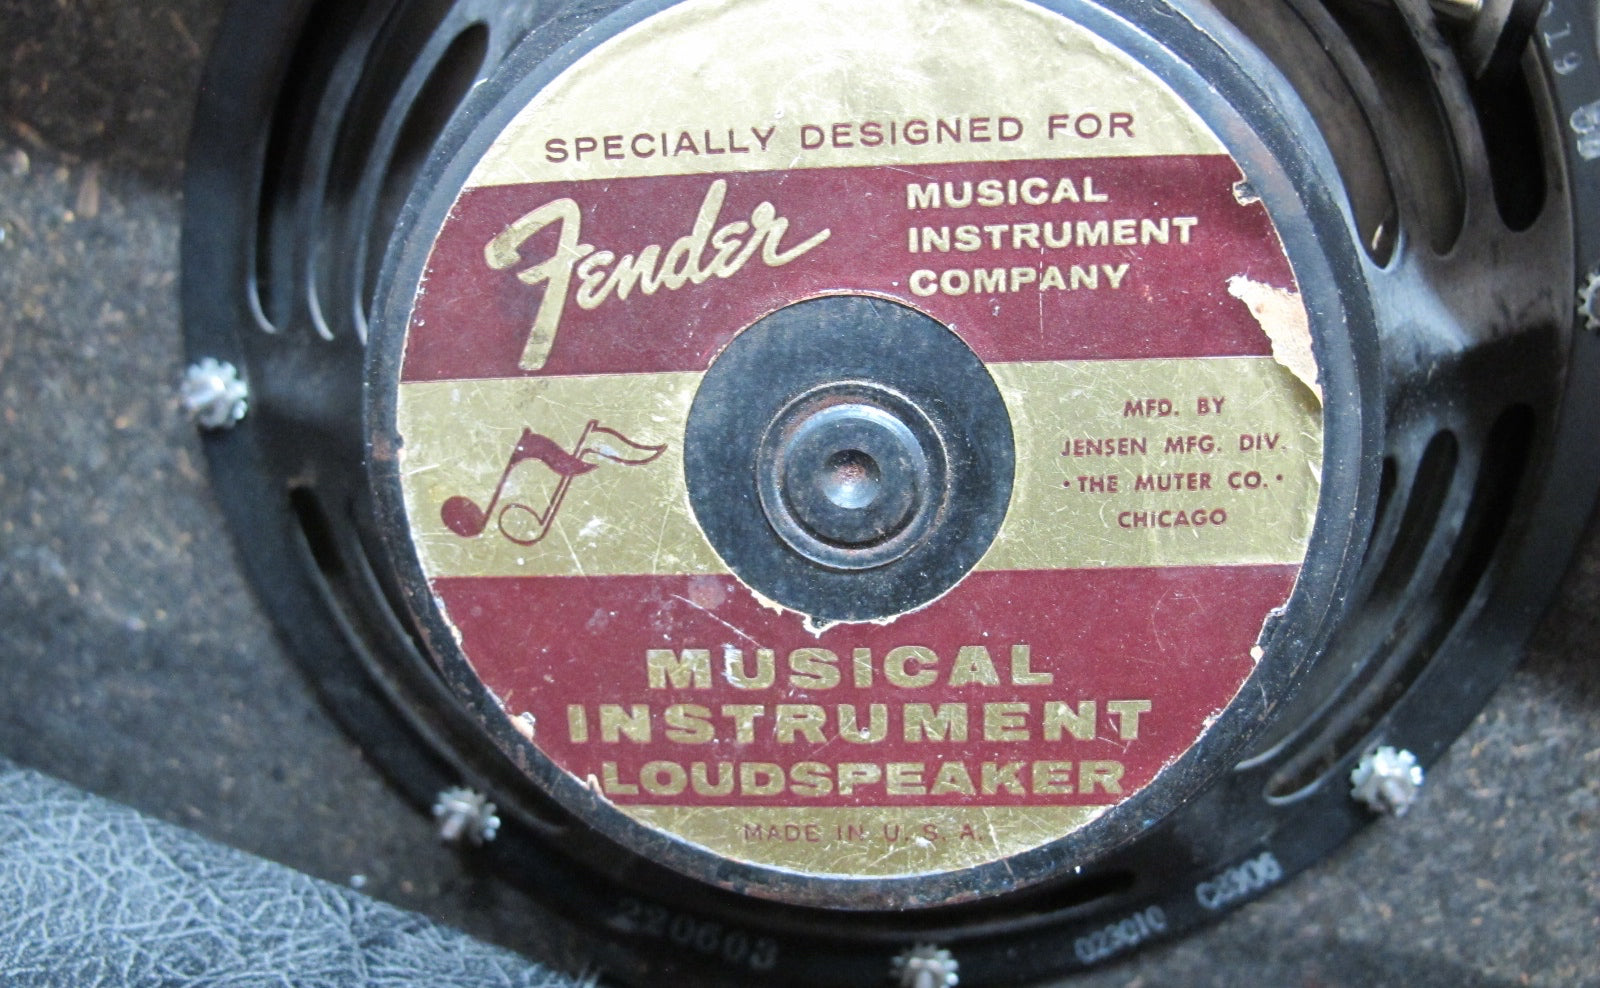 SPECIALLY DESIGNED FOR
Fender
MUSICAL
INSTRUMENT
COMPANY
MFD. BY
JENSEN MFG. DIV.
• THE MUTER CO. •
CHICAGO
MUSICAL
INSTRUMENT
LOUDSPEAKER
MADE IN U. S. A.
220603